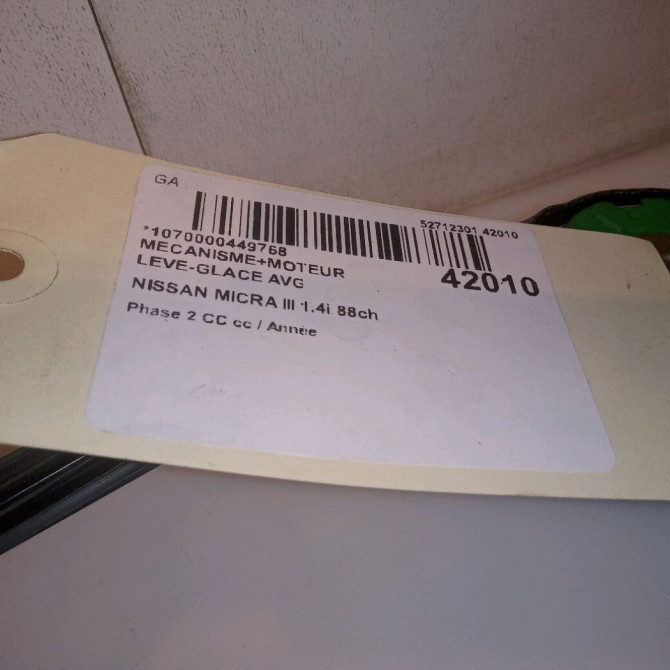 GA
52712301 42010
*1070000449768
MECANISME+MOTEUR
LEVE-GLACE AVG
42010
NISSAN MICRA III 1.4i 88ch
Phase 2 CC cc / Année